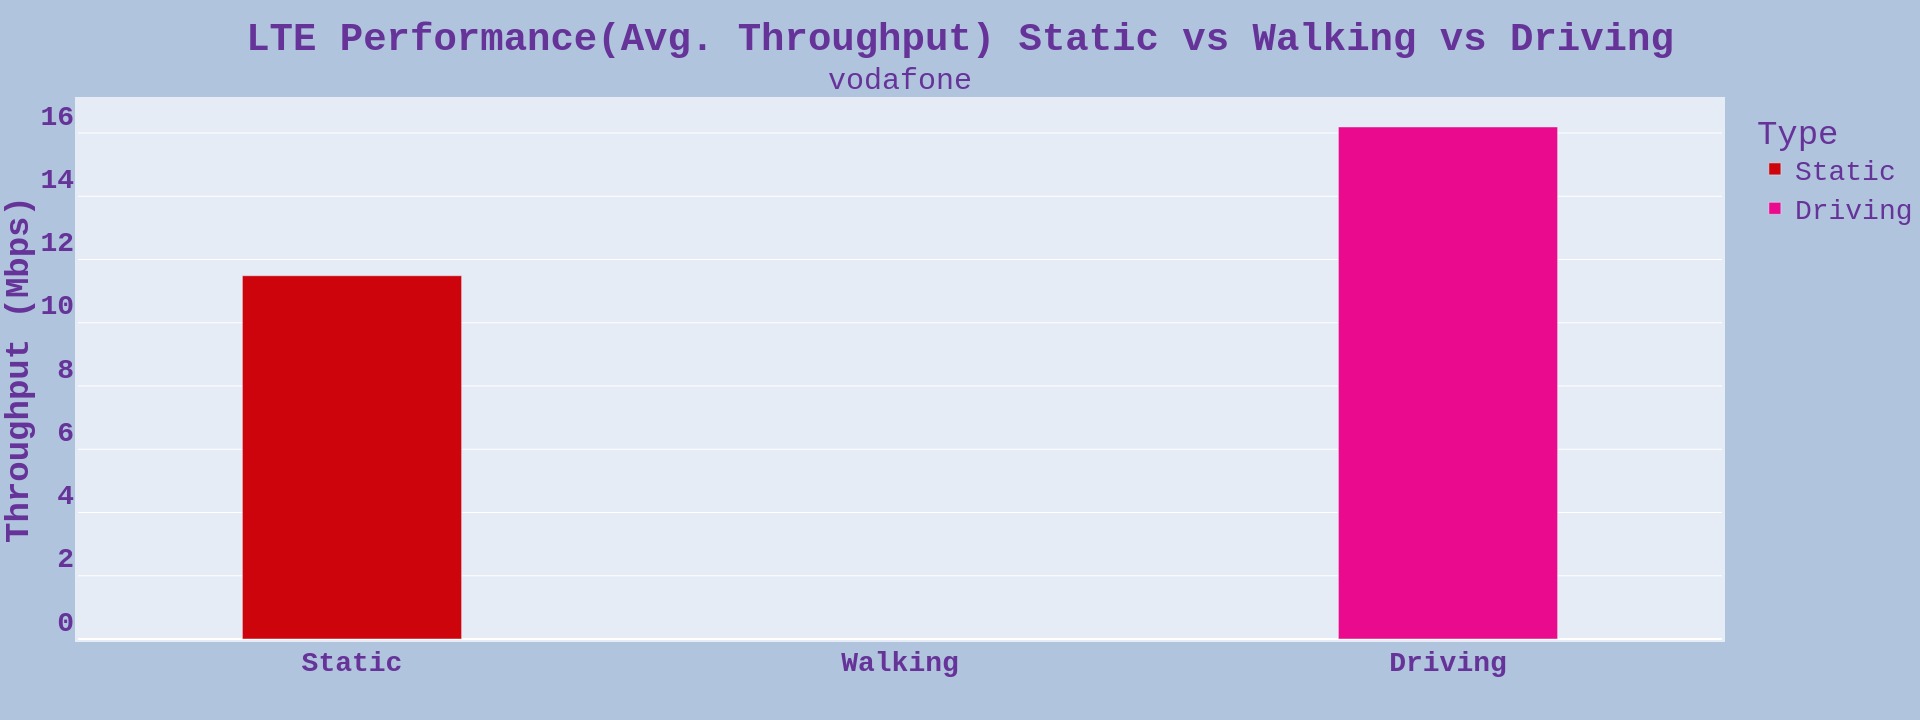 LTE Performance(Avg. Throughput) Static vs Walking vs Driving
vodafone
Throughput (Mbps)
16
14
12
10
8
6
4
2
0
Static
Walking
Driving
Type
Static
Driving